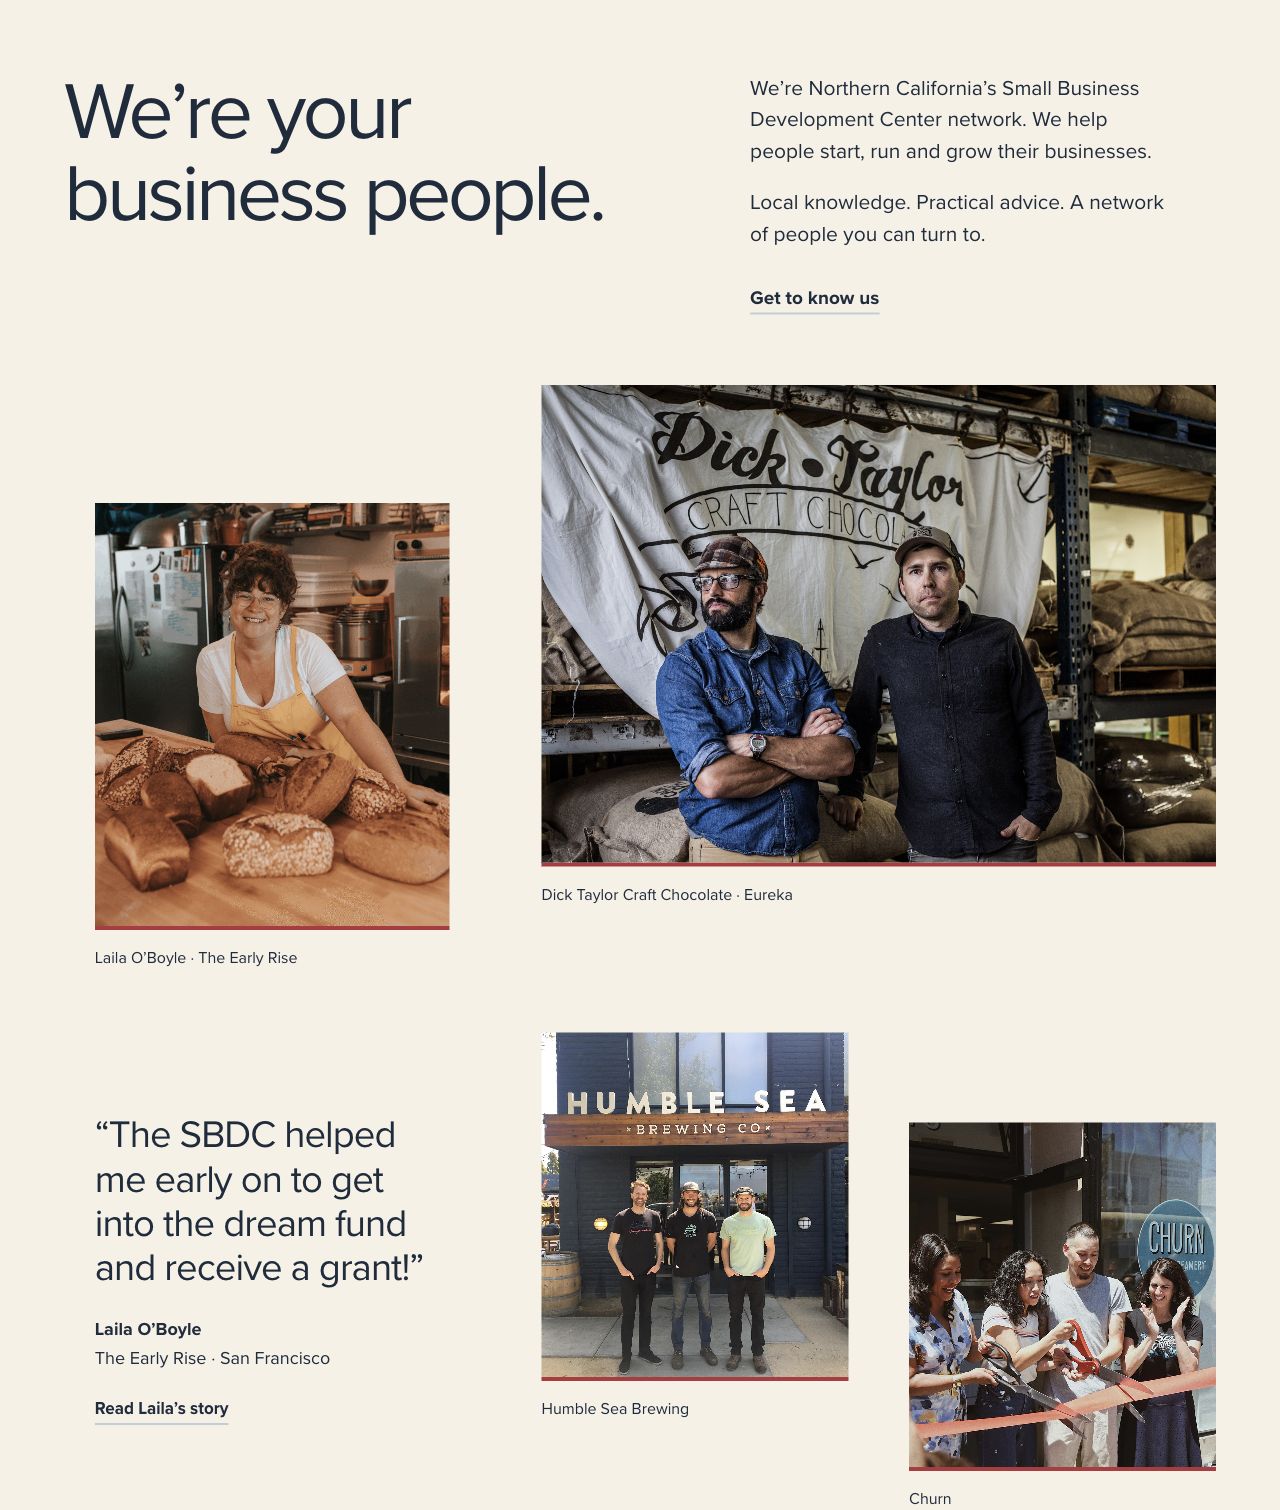 We’re your
business people.
We’re Northern California’s Small Business
Development Center network. We help
people start, run and grow their businesses.
Local knowledge. Practical advice. A network
of people you can turn to.
Get to know us
Dick • Taylor
CRAFT CHOCOL
Laila O’Boyle · The Early Rise
Dick Taylor Craft Chocolate · Eureka
“The SBDC helped
me early on to get
into the dream fund
and receive a grant!”
Laila O’Boyle
The Early Rise · San Francisco
Read Laila’s story
HUMBLE SEA
BREWING CO
Humble Sea Brewing
CHURN
Churn